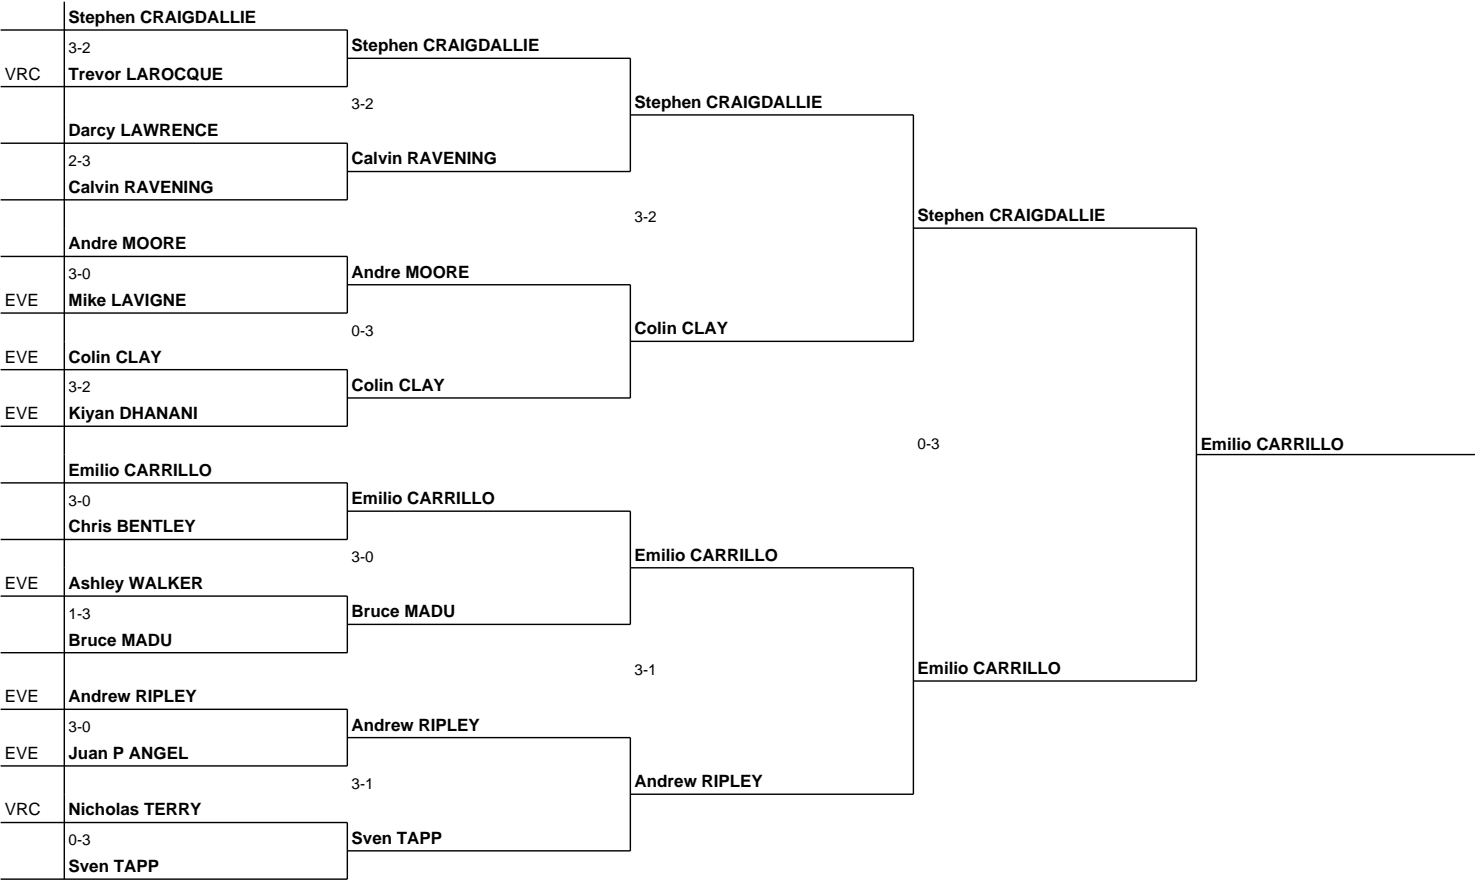 Stephen CRAIGDALLIE
3-2
VRC Trevor LAROCQUE
Darcy LAWRENCE
2-3
Calvin RAVENING
Andre MOORE
3-0
EVE Mike LAVIGNE
EVE Colin CLAY
3-2
EVE Kiyan DHANANI
Emilio CARRILLO
3-0
Chris BENTLEY
EVE Ashley WALKER
1-3
Bruce MADU
EVE Andrew RIPLEY
3-0
EVE Juan P ANGEL
VRC Nicholas TERRY
0-3
Sven TAPP
Stephen CRAIGDALLIE
3-2
Calvin RAVENING
Andre MOORE
0-3
Colin CLAY
Emilio CARRILLO
3-0
Bruce MADU
Andrew RIPLEY
3-1
Sven TAPP
Stephen CRAIGDALLIE
3-2
Colin CLAY
Emilio CARRILLO
3-1
Andrew RIPLEY
Stephen CRAIGDALLIE
0-3
Emilio CARRILLO
Emilio CARRILLO